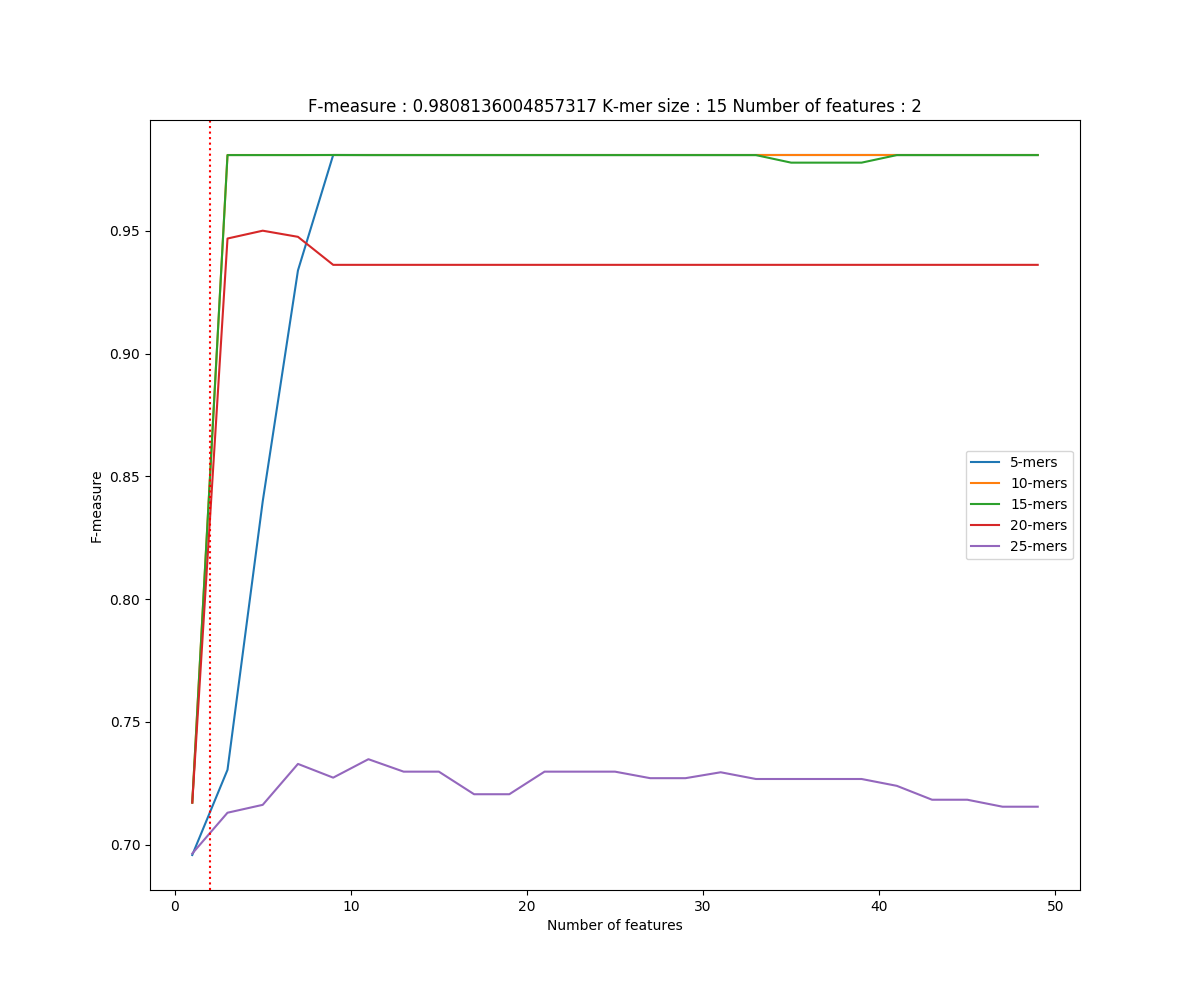 F-measure : 0.9808136004857317 K-mer size : 15 Number of features : 2
0.95
0.90
0.85
0.80
0.75
0.70
F-measure
5-mers
10-mers
15-mers
20-mers
25-mers
0 10 20 30 40 50
Number of features